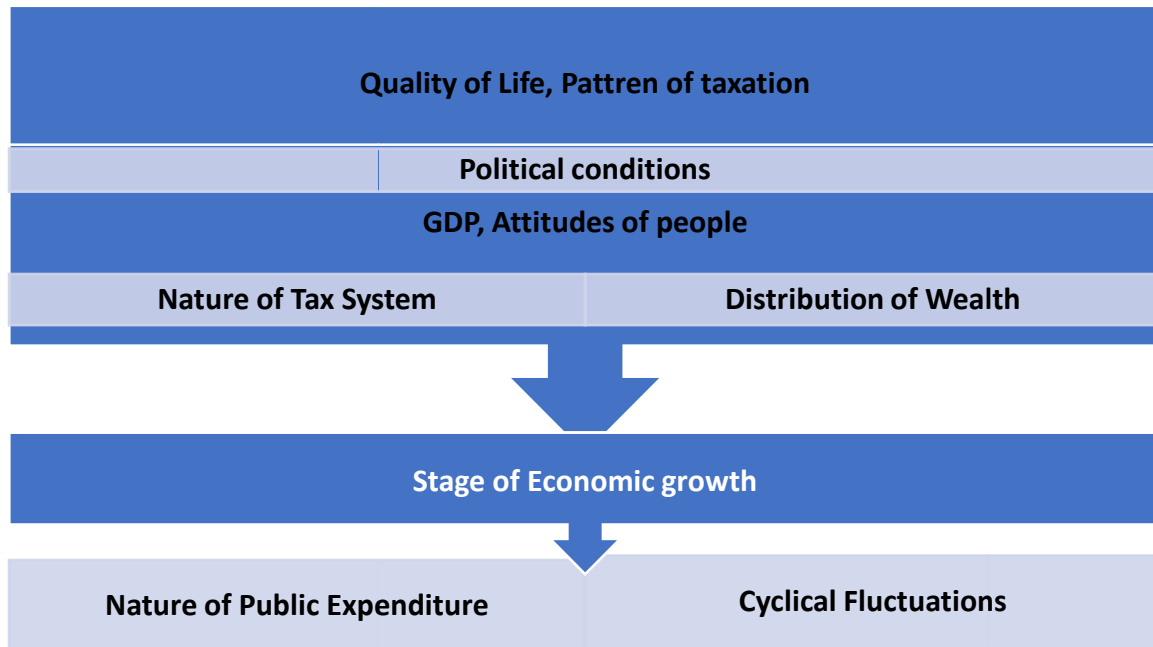 Quality of Life, Pattren of taxation
Political conditions
GDP, Attitudes of people
Nature of Tax System
Distribution of Wealth
Stage of Economic growth
Nature of Public Expenditure
Cyclical Fluctuations